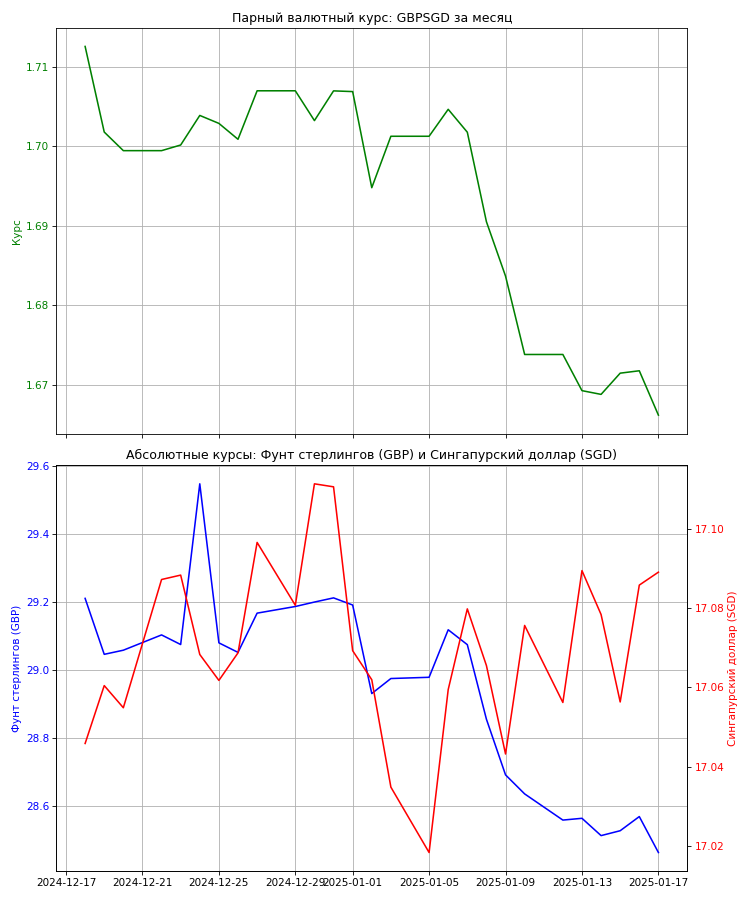 Парный валютный курс: GBPSGD за месяц
1.71
1.70
1.69
1.68
1.67
Курс
Абсолютные курсы: Фунт стерлингов (GBP) и Сингапурский доллар (SGD)
29.6
29.4
29.2
29.0
28.8
28.6
Фунт стерлингов (GBP)
17.10
17.08
17.06
17.04
17.02
Сингапурский доллар (SGD)
2024-12-17 2024-12-21 2024-12-25 2024-12-29 2025-01-01 2025-01-05 2025-01-09 2025-01-13 2025-01-17